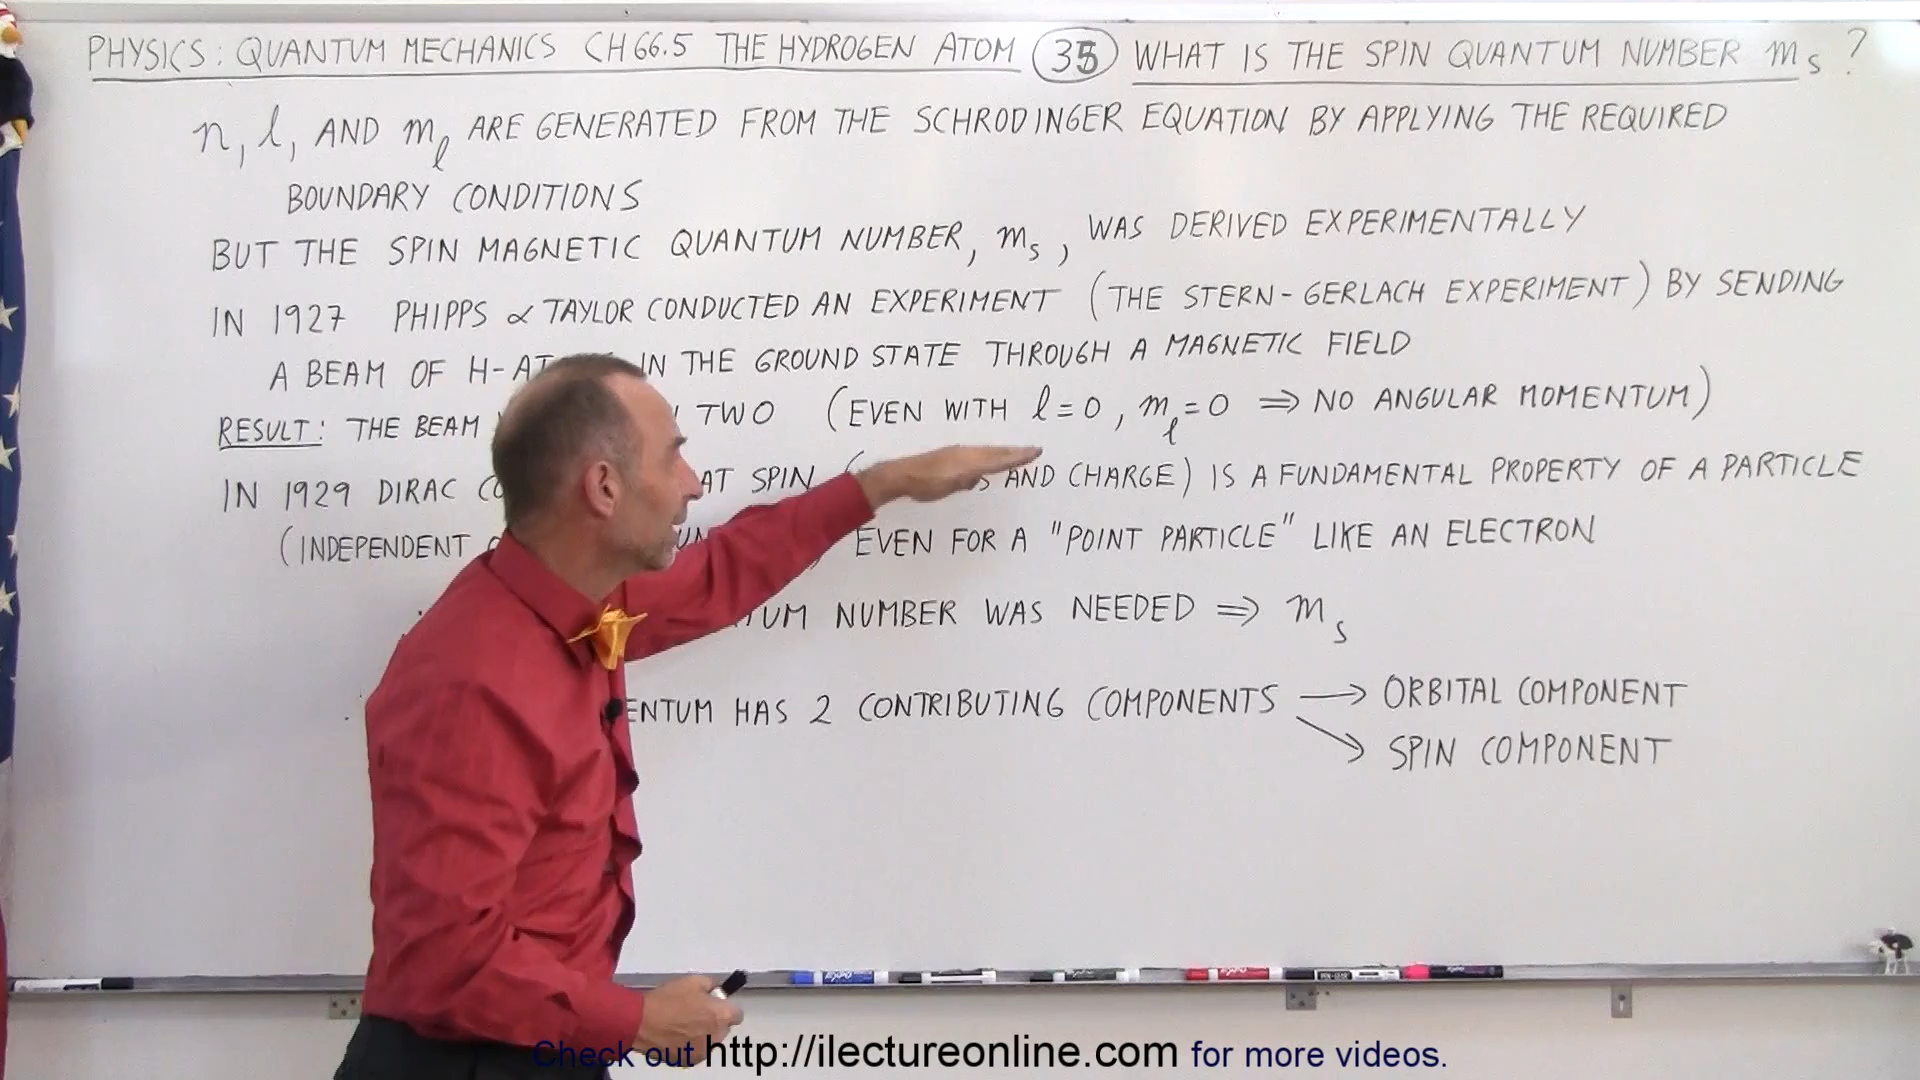 PHYSICS: QUANTUM MECHANICS CH 66.5 THE HYDROGEN ATOM 35 WHAT IS THE SPIN QUANTUM NUMBER ms ?
n, l, AND ml ARE GENERATED FROM THE SCHRODINGER EQUATION BY APPLYING THE REQUIRED
BOUNDARY CONDITIONS
BUT THE SPIN MAGNETIC QUANTUM NUMBER, ms, WAS DERIVED EXPERIMENTALLY
IN 1927 PHIPPS & TAYLOR CONDUCTED AN EXPERIMENT (THE STERN-GERLACH EXPERIMENT) BY SENDING
A BEAM OF H-AT IN THE GROUND STATE THROUGH A MAGNETIC FIELD
RESULT: THE BEAM TWO (EVEN WITH l=0, ml=0 ⇒ NO ANGULAR MOMENTUM)
IN 1929 DIRAC CO AT SPIN ( AND CHARGE) IS A FUNDAMENTAL PROPERTY OF A PARTICLE
(INDEPENDENT EVEN FOR A "POINT PARTICLE" LIKE AN ELECTRON
TUM NUMBER WAS NEEDED ⇒ ms
ENTUM HAS 2 CONTRIBUTING COMPONENTS → ORBITAL COMPONENT
→ SPIN COMPONENT
Check out http://ilectureonline.com for more videos.